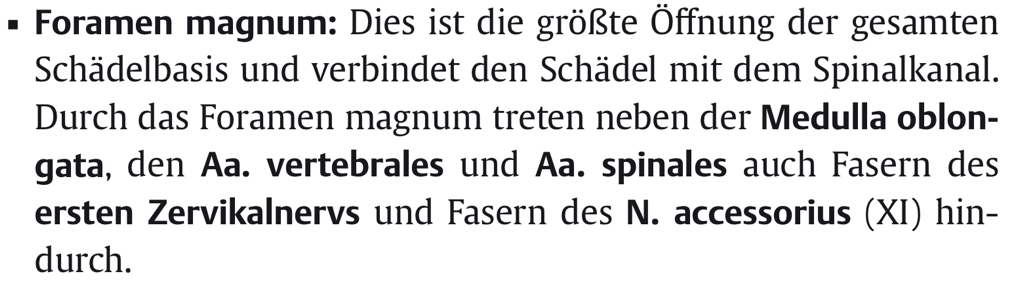 ▪ Foramen magnum: Dies ist die größte Öffnung der gesamten
Schädelbasis und verbindet den Schädel mit dem Spinalkanal.
Durch das Foramen magnum treten neben der Medulla oblon-
gata, den Aa. vertebrales und Aa. spinales auch Fasern des
ersten Zervikalnervs und Fasern des N. accessorius (XI) hin-
durch.